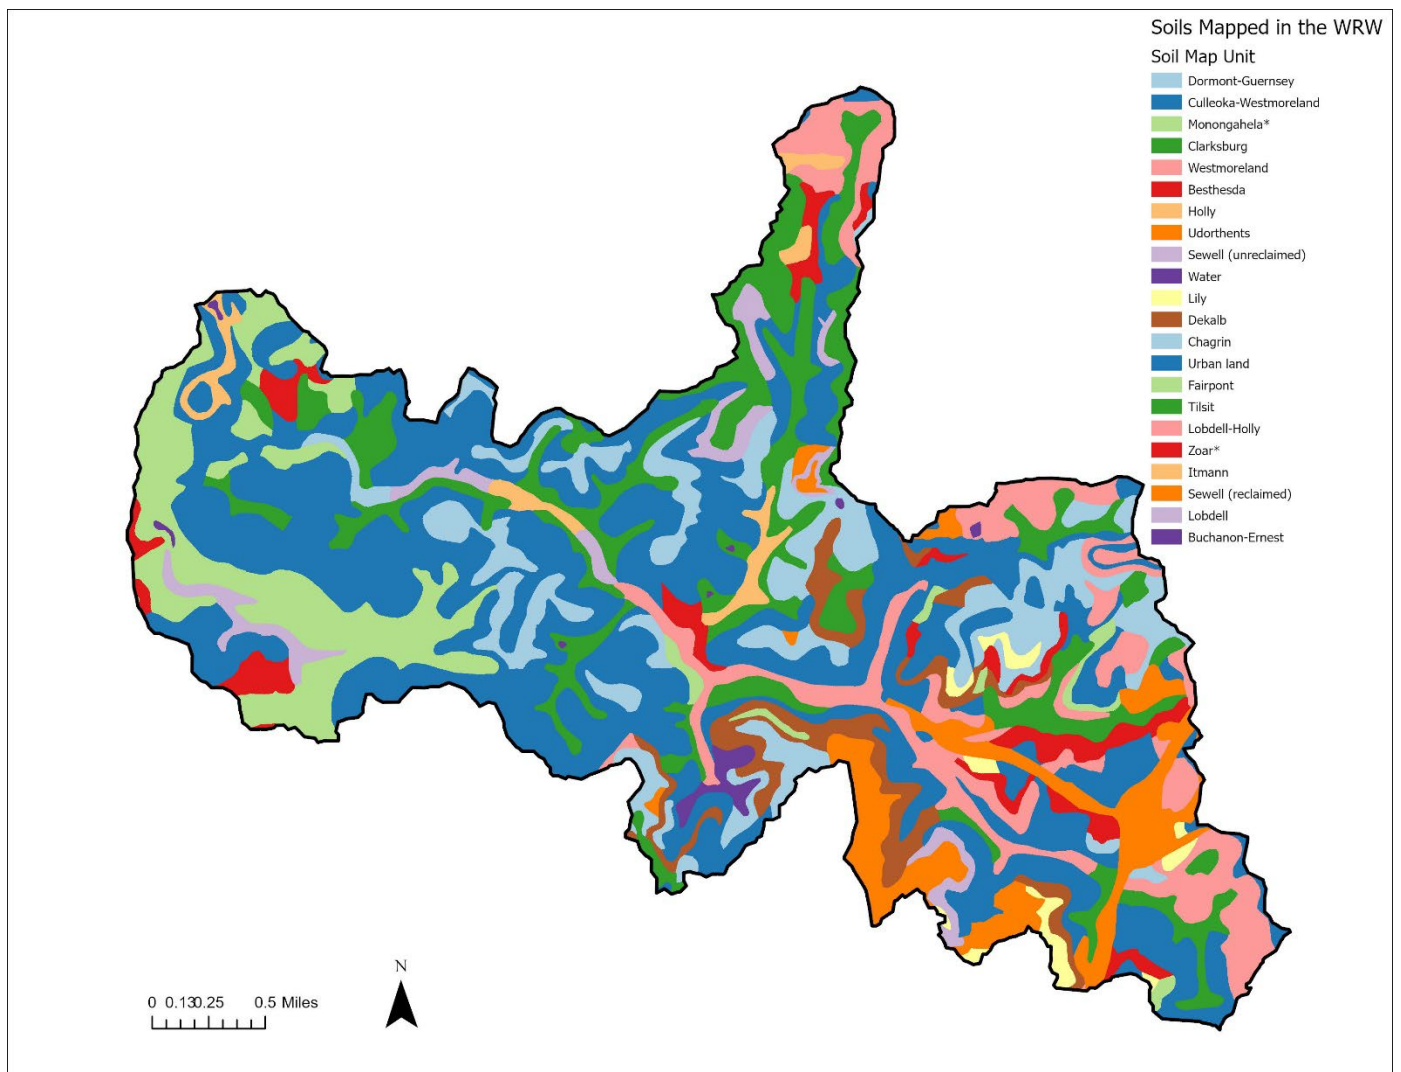 Soils Mapped in the WRW
Soil Map Unit
Dormont-Guernsey
Culleoka-Westmoreland
Monongahela*
Clarksburg
Westmoreland
Besthesda
Holly
Udorthents
Sewell (unreclaimed)
Water
Lily
Dekalb
Chagrin
Urban land
Fairpont
Tilsit
Lobdell-Holly
Zoar*
Itmann
Sewell (reclaimed)
Lobdell
Buchanon-Ernest
N
0 0.130.25 0.5 Miles